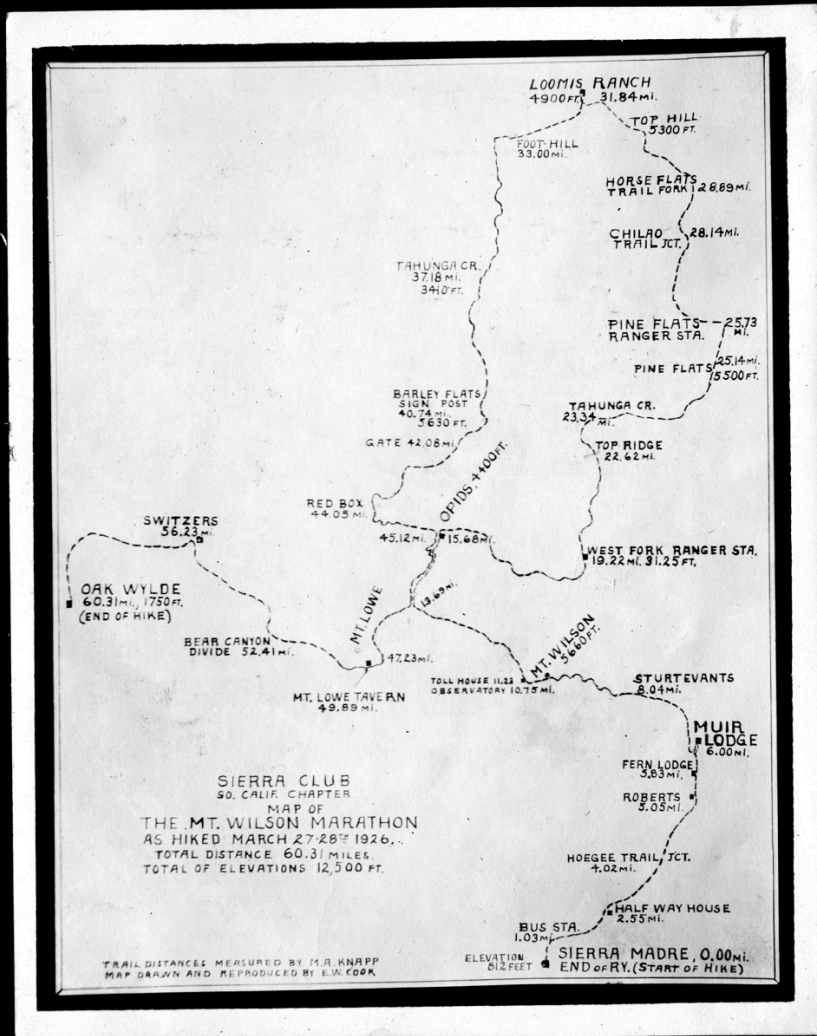 LOOMIS RANCH
4900 FT. 31.84 MI.
TOP HILL
5300 FT.
FOOT-HILL
33.00 MI.
HORSE FLATS
TRAIL FORK 28.89 MI.
CHILAO 28.14 MI.
TRAIL JCT.
TAHUNGA CR.
37.18 MI.
3410 FT.
PINE FLATS 25.73
RANGER STA. MI.
25.14 MI.
PINE FLATS 5500 FT.
BARLEY FLATS
SIGN POST
40.74 MI.
5630 FT.
TAHUNGA CR.
23.34 MI.
GATE 42.08 MI.
TOP RIDGE
22.62 MI.
OPIDS, 4400 FT.
RED BOX
44.05 MI.
SWITZERS
56.23 MI.
45.12 MI. 15.68 MI.
WEST FORK RANGER STA.
19.22 MI. 31.25 FT.
OAK WYLDE
60.31 MI., 1750 FT.
(END OF HIKE)
13.69 MI.
MT. LOWE
BEAR CANYON
DIVIDE 52.41 MI.
47.23 MI.
MT. WILSON
5660 FT.
TOLL HOUSE 11.23
OBSERVATORY 10.75 MI.
STURTEVANTS
8.04 MI.
MT. LOWE TAVERN
49.89 MI.
MUIR
LODGE
6.00 MI.
FERN LODGE
5.83 MI.
ROBERTS
5.05 MI.
SIERRA CLUB
SO. CALIF. CHAPTER
MAP OF
THE MT. WILSON MARATHON
AS HIKED MARCH 27-28TH 1926,
TOTAL DISTANCE 60.31 MILES.
TOTAL OF ELEVATIONS 12,500 FT.
HOEGEE TRAIL JCT.
4.02 MI.
HALF WAY HOUSE
2.55 MI.
BUS STA.
1.03 MI.
ELEVATION
812 FEET
SIERRA MADRE, 0.00 MI.
END OF RY. (START OF HIKE)
TRAIL DISTANCES MEASURED BY M.A. KNAPP
MAP DRAWN AND REPRODUCED BY E.W. COOK